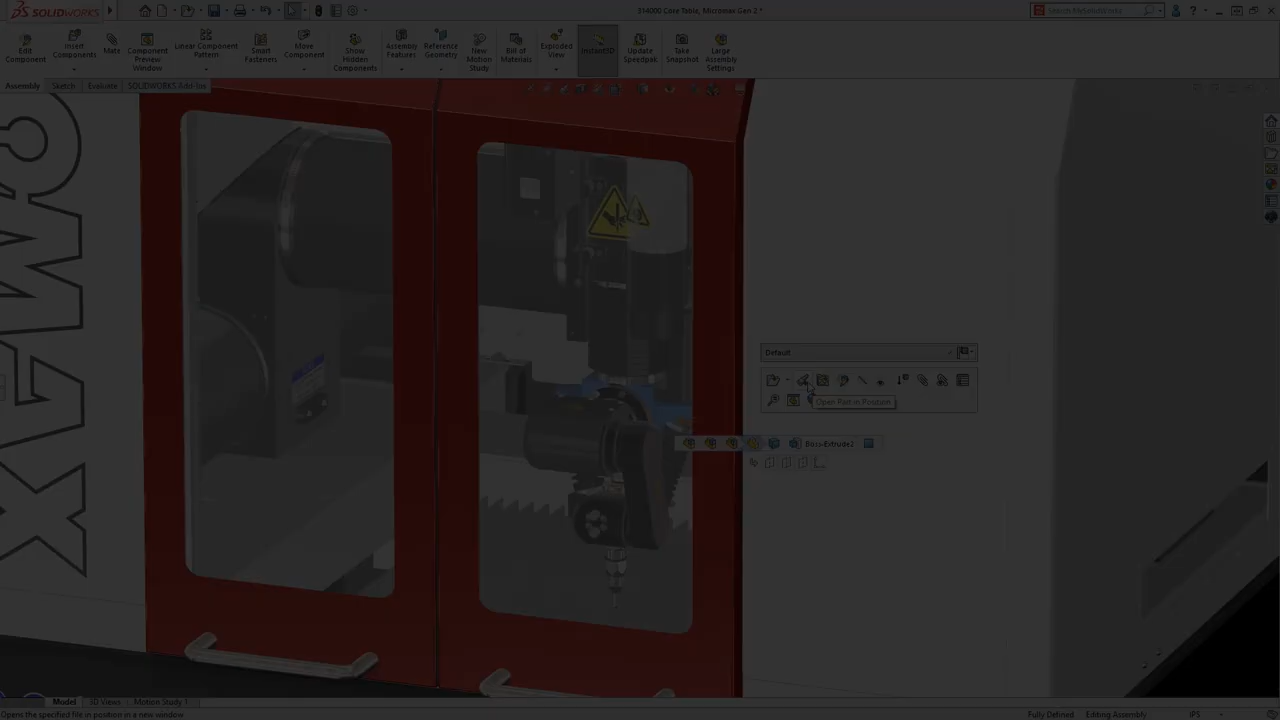 SOLIDWORKS
314000 Core Table, Micromax Gen 2 *
Search MySolidWorks
Edit Component
Insert Components
Mate
Component Preview Window
Linear Component Pattern
Smart Fasteners
Move Component
Show Hidden Components
Assembly Features
Reference Geometry
New Motion Study
Bill of Materials
Exploded View
Instant3D
Update Speedpak
Take Snapshot
Large Assembly Settings
Assembly
Sketch
Evaluate
SOLIDWORKS Add-Ins
Default
Open Part in Position
Boss-Extrude2
Model
3D Views
Motion Study 1
Opens the specified file in position in a new window
Fully Defined
Editing Assembly
IPS